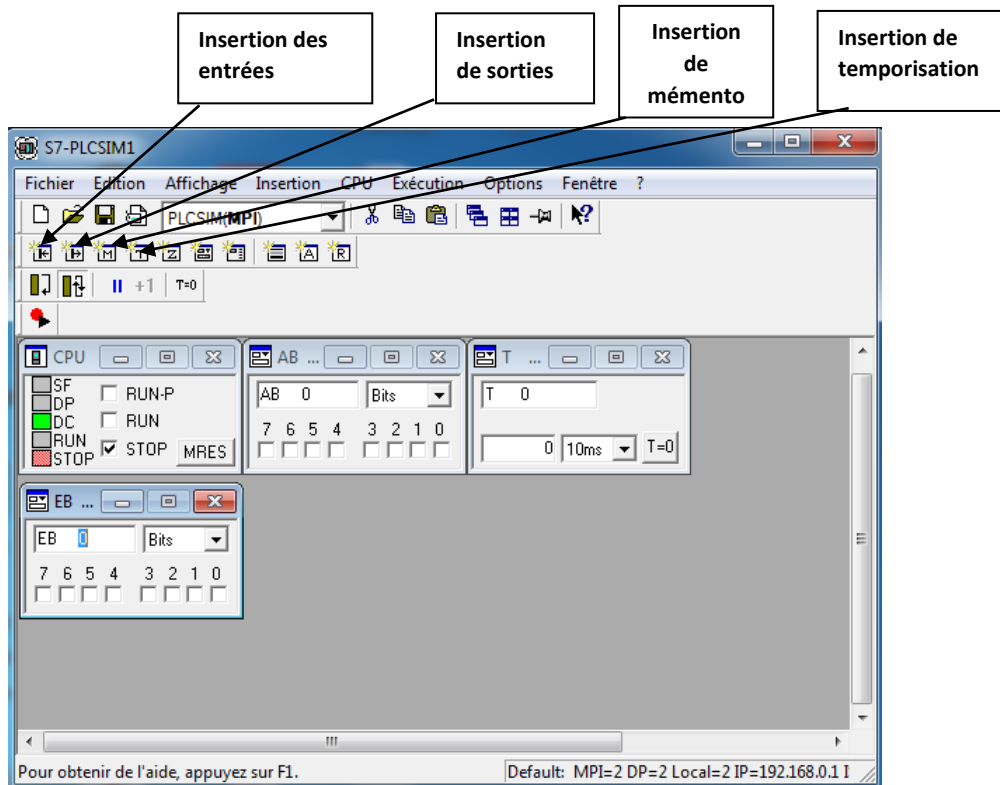 Insertion des
entrées
Insertion
de sorties
Insertion
de
mémento
Insertion de
temporisation
S7-PLCSIM1
Fichier Edition Affichage Insertion CPU Exécution Options Fenêtre ?
PLCSIM(MPI)
M T Z A R
+1 T=0
CPU
SF
DP
DC
RUN
STOP
RUN-P
RUN
STOP
MRES
AB ...
AB 0 Bits
7 6 5 4 3 2 1 0
T ...
T 0
0 10ms T=0
EB ...
EB 0 Bits
7 6 5 4 3 2 1 0
Pour obtenir de l'aide, appuyez sur F1.
Default: MPI=2 DP=2 Local=2 IP=192.168.0.1 I